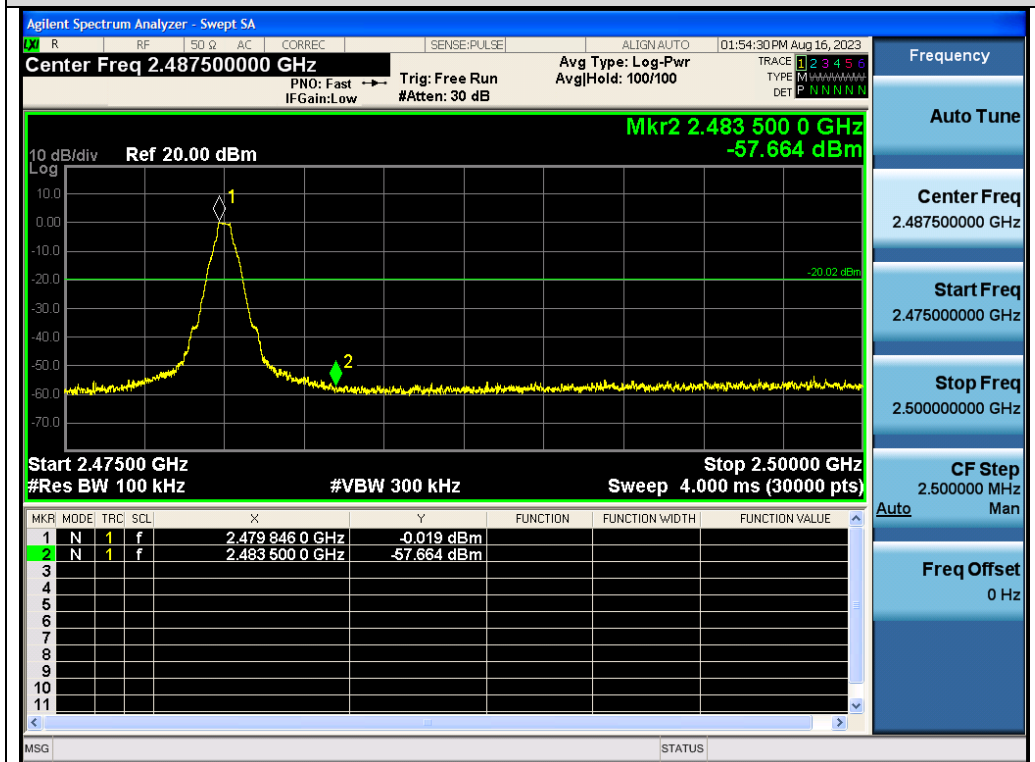 Agilent Spectrum Analyzer - Swept SA
LXI R RF 50 Ω AC CORREC SENSE:PULSE ALIGN AUTO 01:54:30 PM Aug 16, 2023
Center Freq 2.487500000 GHz
PNO: Fast
IFGain:Low
Trig: Free Run
#Atten: 30 dB
Avg Type: Log-Pwr
Avg|Hold: 100/100
TRACE 1 2 3 4 5 6
TYPE M WWWWW
DET P N N N N N
Mkr2 2.483 500 0 GHz
-57.664 dBm
10 dB/div Ref 20.00 dBm
Log
10.0
0.00
-10.0
-20.0
-30.0
-40.0
-50.0
-60.0
-70.0
1
2
-20.02 dBm
Start 2.47500 GHz Stop 2.50000 GHz
#Res BW 100 kHz #VBW 300 kHz Sweep 4.000 ms (30000 pts)
MKR MODE TRC SCL X Y FUNCTION FUNCTION WIDTH FUNCTION VALUE
1 N 1 f 2.479 846 0 GHz -0.019 dBm
2 N 1 f 2.483 500 0 GHz -57.664 dBm
3
4
5
6
7
8
9
10
11
MSG STATUS
Frequency
Auto Tune
Center Freq
2.487500000 GHz
Start Freq
2.475000000 GHz
Stop Freq
2.500000000 GHz
CF Step
2.500000 MHz
Auto Man
Freq Offset
0 Hz